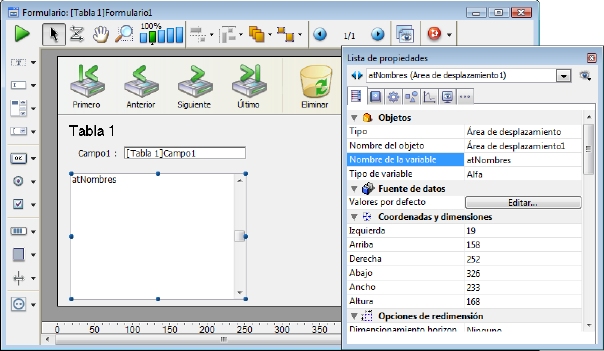 Formulario: [Tabla 1]Formulario1
100%
1/1
Primero
Anterior
Siguiente
Último
Eliminar
Tabla 1
Campo1 :
[Tabla 1]Campo1
atNombres
OK
0
50
100
150
200
250
300
350
Lista de propiedades
atNombres (Área de desplazamiento1)
Objetos
Tipo Área de desplazamiento
Nombre del objeto Área de desplazamiento1
Nombre de la variable atNombres
Tipo de variable Alfa
Fuente de datos
Valores por defecto Editar...
Coordenadas y dimensiones
Izquierda 19
Arriba 158
Derecha 252
Abajo 326
Ancho 233
Altura 168
Opciones de redimensión
Dimensionamiento horizon Ninguno